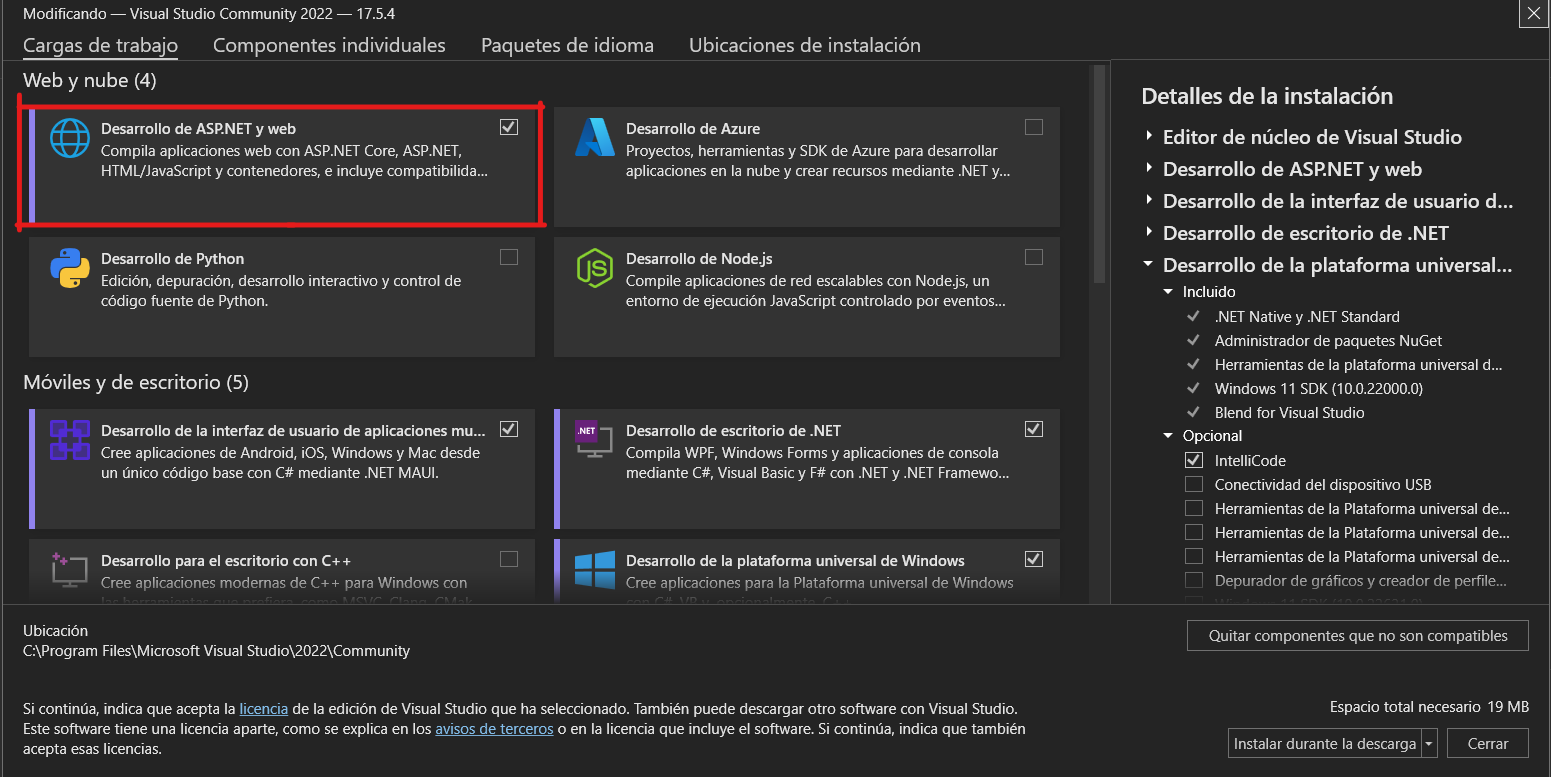 Modificando — Visual Studio Community 2022 — 17.5.4
Cargas de trabajo
Componentes individuales
Paquetes de idioma
Ubicaciones de instalación
Web y nube (4)
Desarrollo de ASP.NET y web
Compila aplicaciones web con ASP.NET Core, ASP.NET,
HTML/JavaScript y contenedores, e incluye compatibilida...
Desarrollo de Azure
Proyectos, herramientas y SDK de Azure para desarrollar
aplicaciones en la nube y crear recursos mediante .NET y...
Desarrollo de Python
Edición, depuración, desarrollo interactivo y control de
código fuente de Python.
JS
Desarrollo de Node.js
Compile aplicaciones de red escalables con Node.js, un
entorno de ejecución JavaScript controlado por eventos...
Móviles y de escritorio (5)
Desarrollo de la interfaz de usuario de aplicaciones mu...
Cree aplicaciones de Android, iOS, Windows y Mac desde
un único código base con C# mediante .NET MAUI.
.NET
Desarrollo de escritorio de .NET
Compila WPF, Windows Forms y aplicaciones de consola
mediante C#, Visual Basic y F# con .NET y .NET Framewo...
Desarrollo para el escritorio con C++
Cree aplicaciones modernas de C++ para Windows con
las herramientas que prefiera, como MSVC, Clang, CMak
Desarrollo de la plataforma universal de Windows
Cree aplicaciones para la Plataforma universal de Windows
con C#, VB y, opcionalmente, C++
Detalles de la instalación
Editor de núcleo de Visual Studio
Desarrollo de ASP.NET y web
Desarrollo de la interfaz de usuario d...
Desarrollo de escritorio de .NET
Desarrollo de la plataforma universal...
Incluido
.NET Native y .NET Standard
Administrador de paquetes NuGet
Herramientas de la plataforma universal d...
Windows 11 SDK (10.0.22000.0)
Blend for Visual Studio
Opcional
IntelliCode
Conectividad del dispositivo USB
Herramientas de la Plataforma universal de...
Herramientas de la Plataforma universal de...
Herramientas de la Plataforma universal de...
Depurador de gráficos y creador de perfile...
Windows 11 SDK
Ubicación
C:\Program Files\Microsoft Visual Studio\2022\Community
Quitar componentes que no son compatibles
Si continúa, indica que acepta la licencia de la edición de Visual Studio que ha seleccionado. También puede descargar otro software con Visual Studio.
Este software tiene una licencia aparte, como se explica en los avisos de terceros o en la licencia que incluye el software. Si continúa, indica que también
acepta esas licencias.
Espacio total necesario 19 MB
Instalar durante la descarga
Cerrar